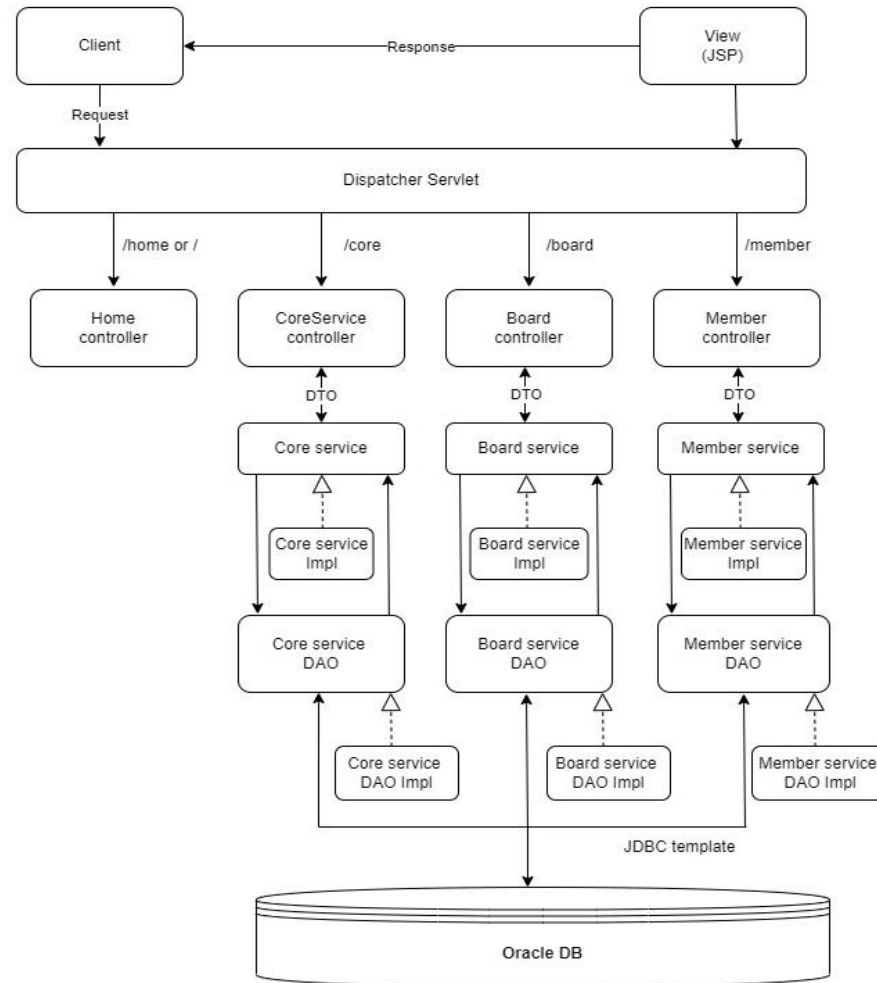 Client
Response
View
(JSP)
Request
Dispatcher Servlet
/home or /
/core
/board
/member
Home
controller
CoreService
controller
Board
controller
Member
controller
DTO
DTO
DTO
Core service
Board service
Member service
Core service
Impl
Board service
Impl
Member service
Impl
Core service
DAO
Board service
DAO
Member service
DAO
Core service
DAO Impl
Board service
DAO Impl
Member service
DAO Impl
JDBC template
Oracle DB